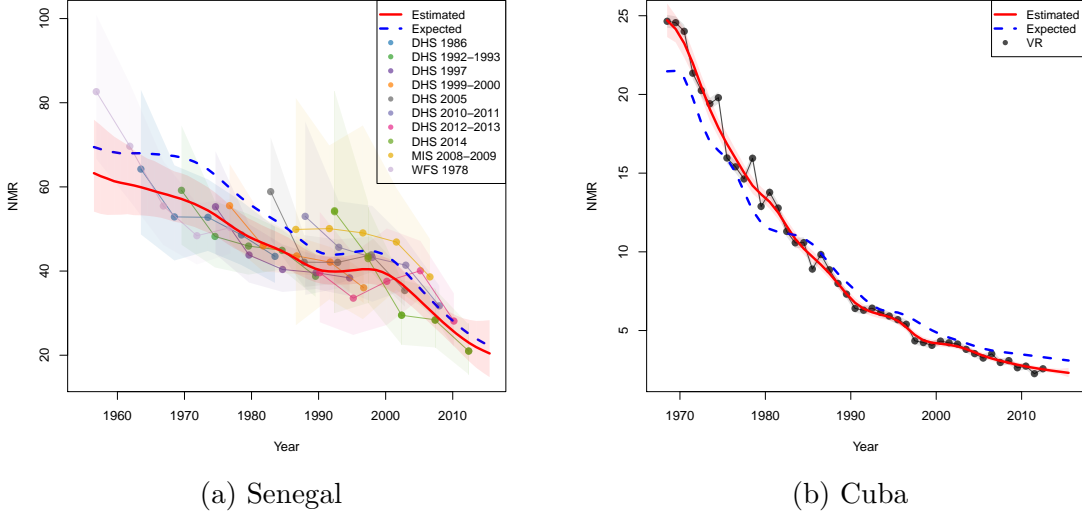 100
80
60
40
20
NMR
1960
1970
1980
1990
2000
2010
Year
Estimated
Expected
DHS 1986
DHS 1992–1993
DHS 1997
DHS 1999–2000
DHS 2005
DHS 2010–2011
DHS 2012–2013
DHS 2014
MIS 2008–2009
WFS 1978
(a) Senegal
25
20
15
10
5
NMR
1970
1980
1990
2000
2010
Year
Estimated
Expected
VR
(b) Cuba